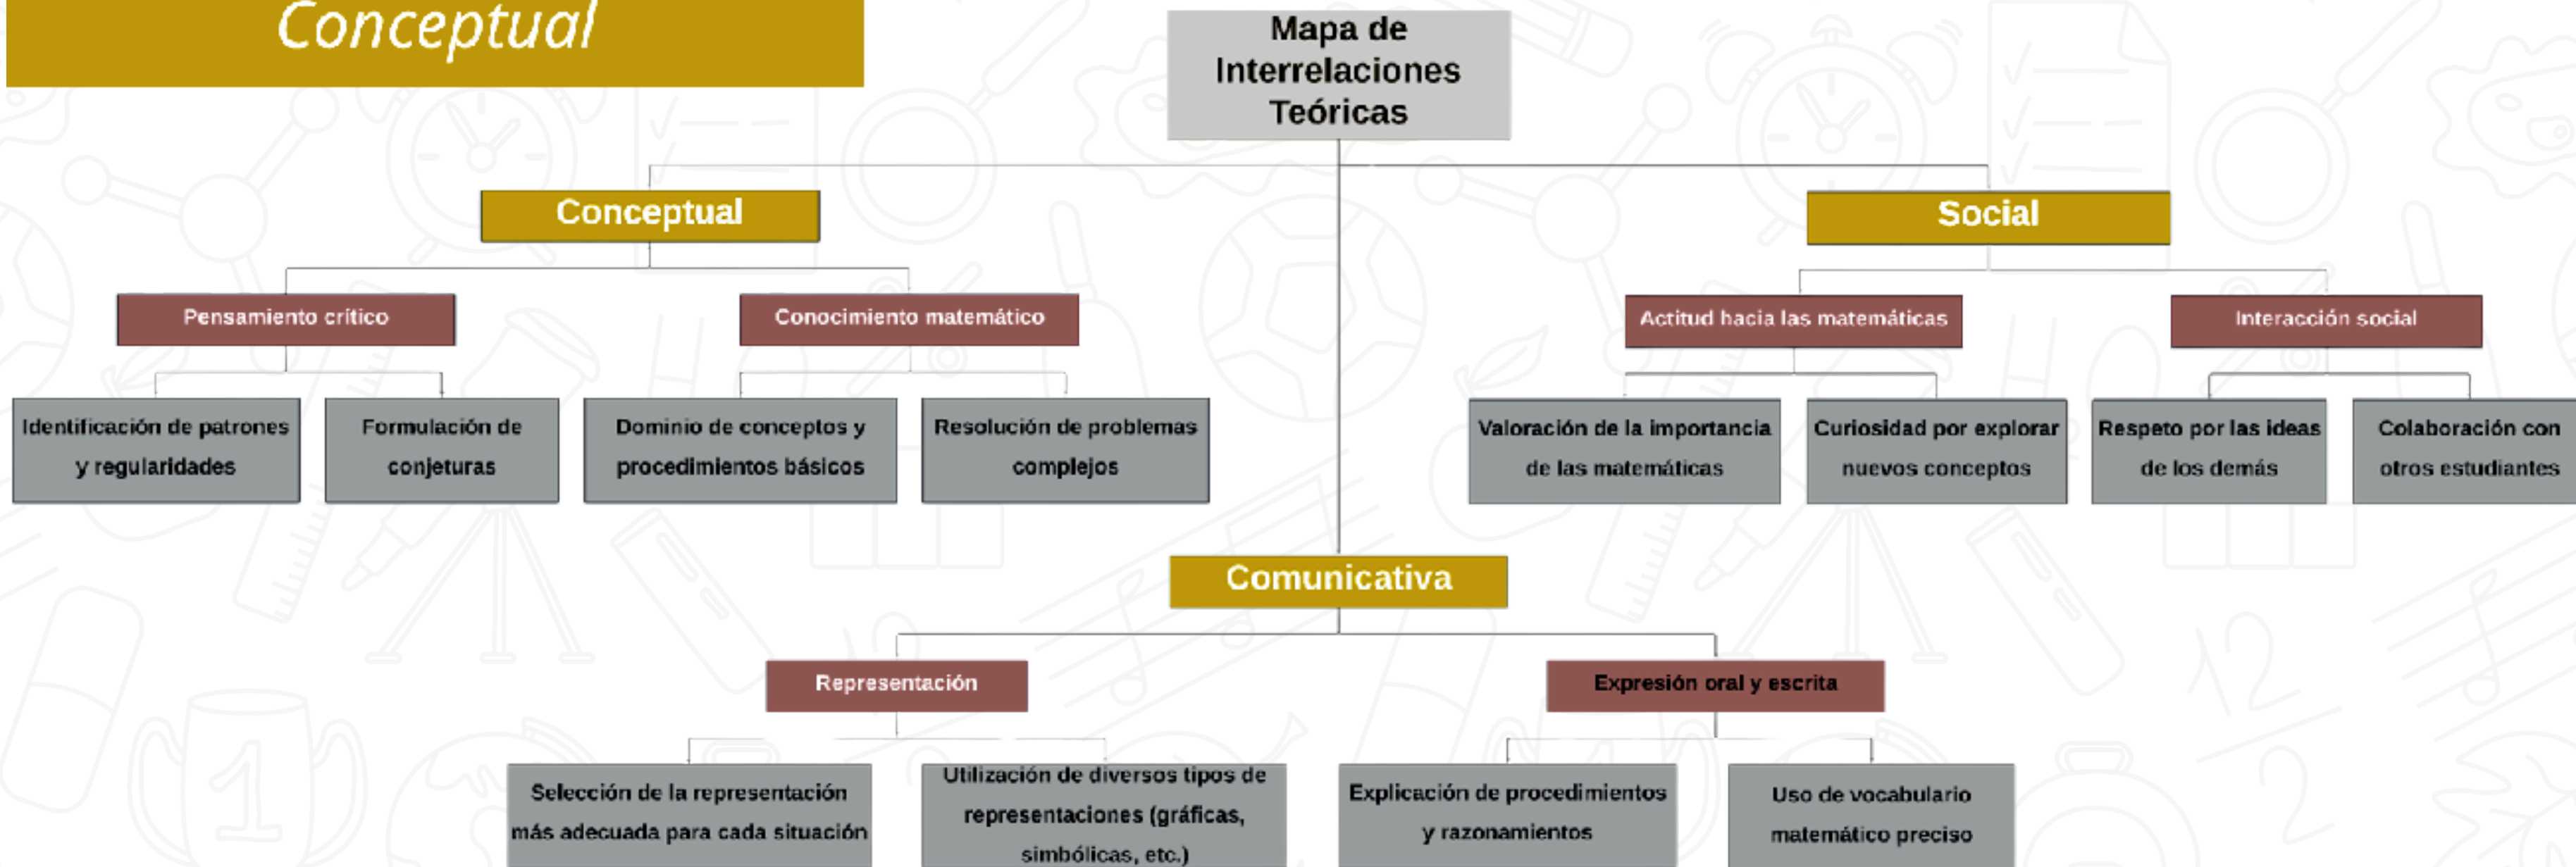 Conceptual
Mapa de
Interrelaciones
Teóricas
Conceptual
Social
Pensamiento crítico
Conocimiento matemático
Actitud hacia las matemáticas
Interacción social
Identificación de patrones
y regularidades
Formulación de
conjeturas
Dominio de conceptos y
procedimientos básicos
Resolución de problemas
complejos
Valoración de la importancia
de las matemáticas
Curiosidad por explorar
nuevos conceptos
Respeto por las ideas
de los demás
Colaboración con
otros estudiantes
Comunicativa
Representación
Expresión oral y escrita
Selección de la representación
más adecuada para cada situación
Utilización de diversos tipos de
representaciones (gráficas,
simbólicas, etc.)
Explicación de procedimientos
y razonamientos
Uso de vocabulario
matemático preciso